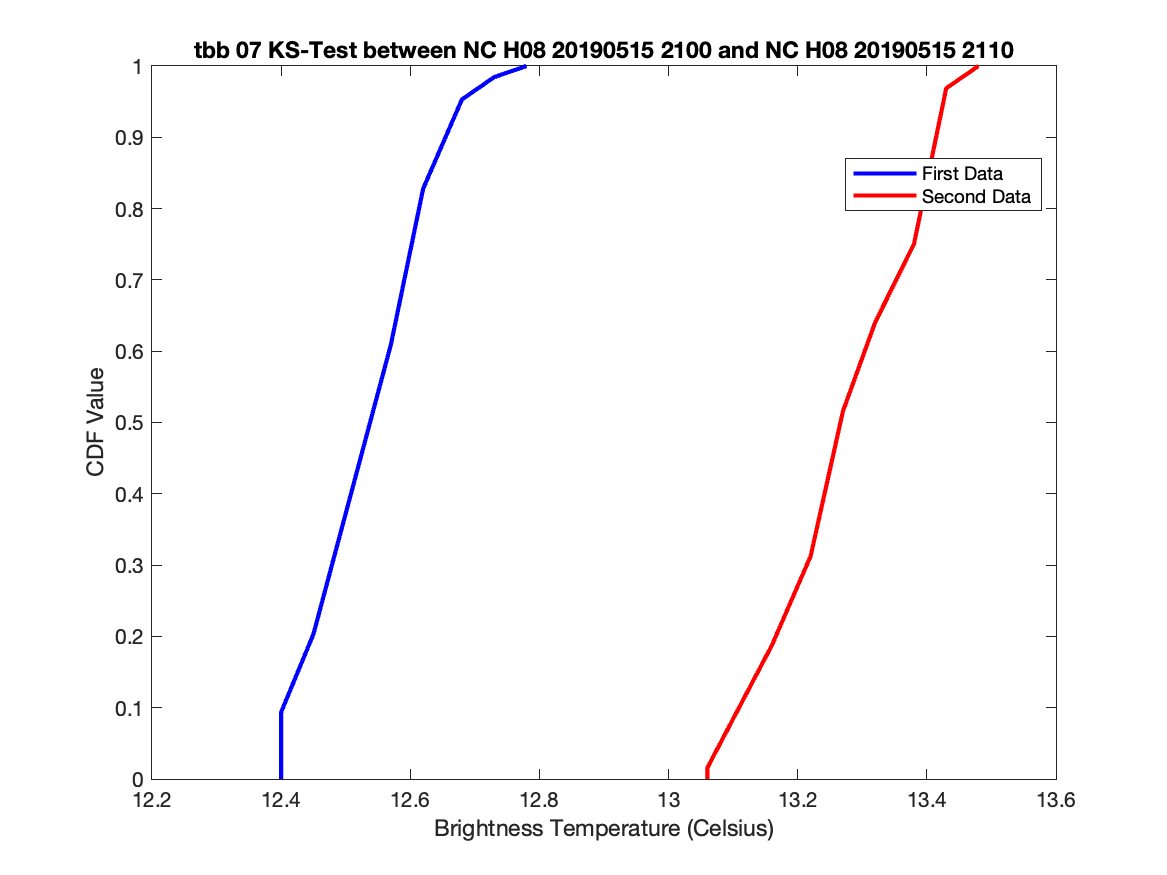 tbb 07 KS-Test between NC H08 20190515 2100 and NC H08 20190515 2110
1
0.9
0.8
0.7
0.6
0.5
0.4
0.3
0.2
0.1
0
CDF Value
First Data
Second Data
12.2 12.4 12.6 12.8 13 13.2 13.4 13.6
Brightness Temperature (Celsius)